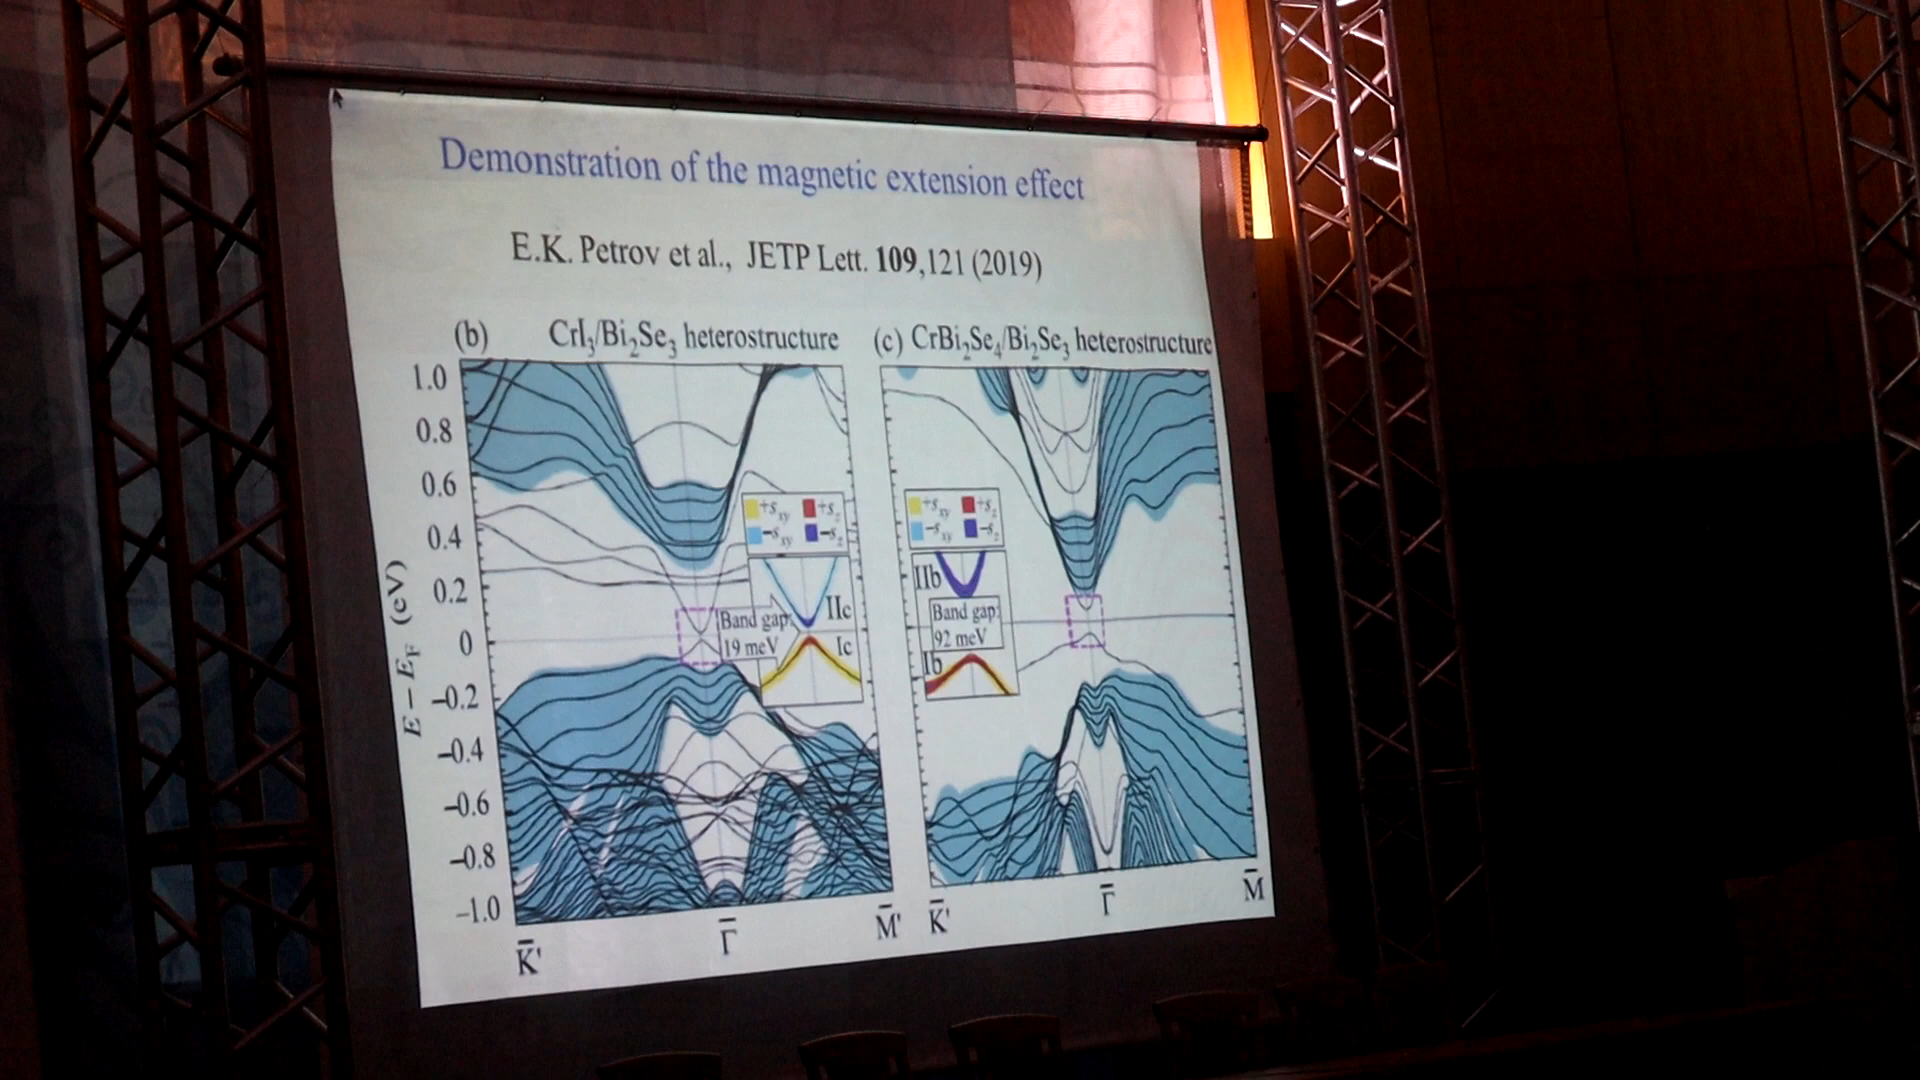 Demonstration of the magnetic extension effect
E.K. Petrov et al., JETP Lett. 109,121 (2019)
(b) CrI₃/Bi₂Se₃ heterostructure
(c) CrBi₂Se₄/Bi₂Se₃ heterostructure
E – E_F (eV)
1.0
0.8
0.6
0.4
0.2
0
–0.2
–0.4
–0.6
–0.8
–1.0
+s_xy +s_z
–s_xy –s_z
IIc
Band gap:
19 meV
Ic
K̅'
Γ̅
M̅'
+s_xy +s_z
–s_xy –s_z
IIb
Band gap:
92 meV
Ib
K̅'
Γ̅
M̅